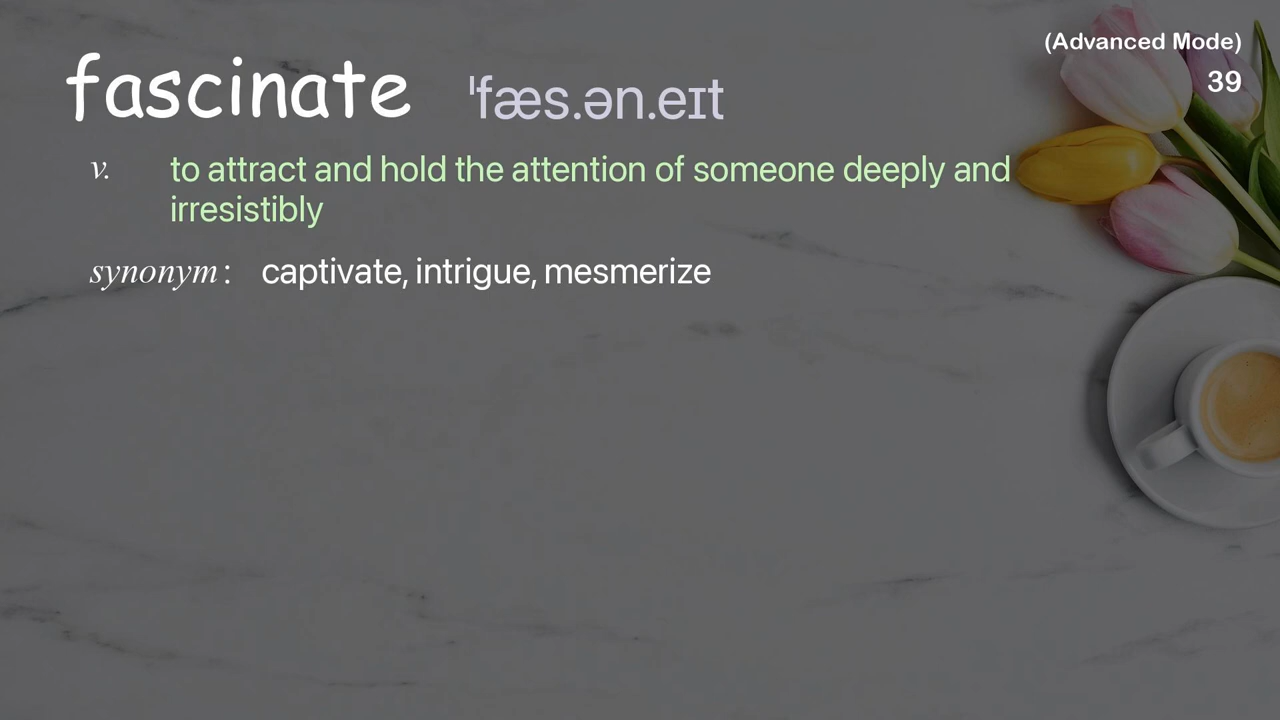 (Advanced Mode)
39
fascinate ˈfæs.ən.eɪt
v. to attract and hold the attention of someone deeply and
irresistibly
synonym: captivate, intrigue, mesmerize